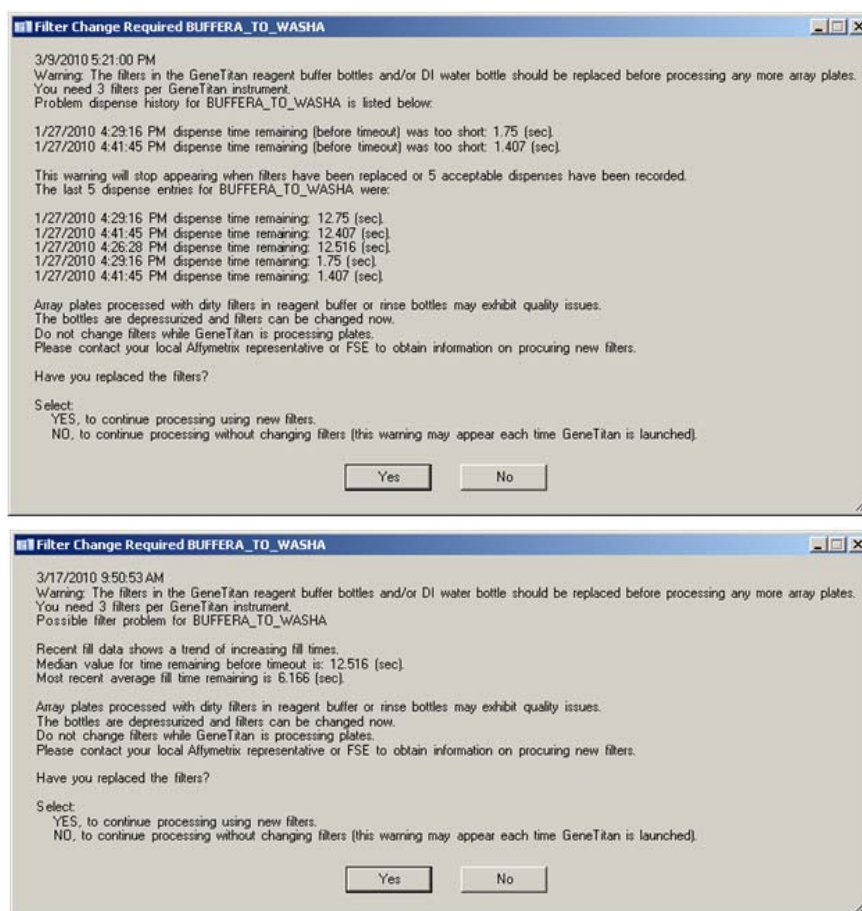 Filter Change Required BUFFERA_TO_WASHA
3/9/2010 5:21:00 PM
Warning: The filters in the GeneTitan reagent buffer bottles and/or DI water bottle should be replaced before processing any more array plates.
You need 3 filters per GeneTitan instrument.
Problem dispense history for BUFFERA_TO_WASHA is listed below:
1/27/2010 4:29:16 PM dispense time remaining (before timeout) was too short: 1.75 (sec).
1/27/2010 4:41:45 PM dispense time remaining (before timeout) was too short: 1.407 (sec).
This warning will stop appearing when filters have been replaced or 5 acceptable dispenses have been recorded.
The last 5 dispense entries for BUFFERA_TO_WASHA were:
1/27/2010 4:29:16 PM dispense time remaining: 12.75 (sec).
1/27/2010 4:41:45 PM dispense time remaining: 12.407 (sec).
1/27/2010 4:26:28 PM dispense time remaining: 12.516 (sec).
1/27/2010 4:29:16 PM dispense time remaining: 1.75 (sec).
1/27/2010 4:41:45 PM dispense time remaining: 1.407 (sec).
Array plates processed with dirty filters in reagent buffer or rinse bottles may exhibit quality issues.
The bottles are depressurized and filters can be changed now.
Do not change filters while GeneTitan is processing plates.
Please contact your local Affymetrix representative or FSE to obtain information on procuring new filters.
Have you replaced the filters?
Select:
YES, to continue processing using new filters.
NO, to continue processing without changing filters (this warning may appear each time GeneTitan is launched).
Yes No
Filter Change Required BUFFERA_TO_WASHA
3/17/2010 9:50:53 AM
Warning: The filters in the GeneTitan reagent buffer bottles and/or DI water bottle should be replaced before processing any more array plates.
You need 3 filters per GeneTitan instrument.
Possible filter problem for BUFFERA_TO_WASHA
Recent fill data shows a trend of increasing fill times.
Median value for time remaining before timeout is: 12.516 (sec).
Most recent average fill time remaining is 6.166 (sec).
Array plates processed with dirty filters in reagent buffer or rinse bottles may exhibit quality issues.
The bottles are depressurized and filters can be changed now.
Do not change filters while GeneTitan is processing plates.
Please contact your local Affymetrix representative or FSE to obtain information on procuring new filters.
Have you replaced the filters?
Select:
YES, to continue processing using new filters.
NO, to continue processing without changing filters (this warning may appear each time GeneTitan is launched).
Yes No